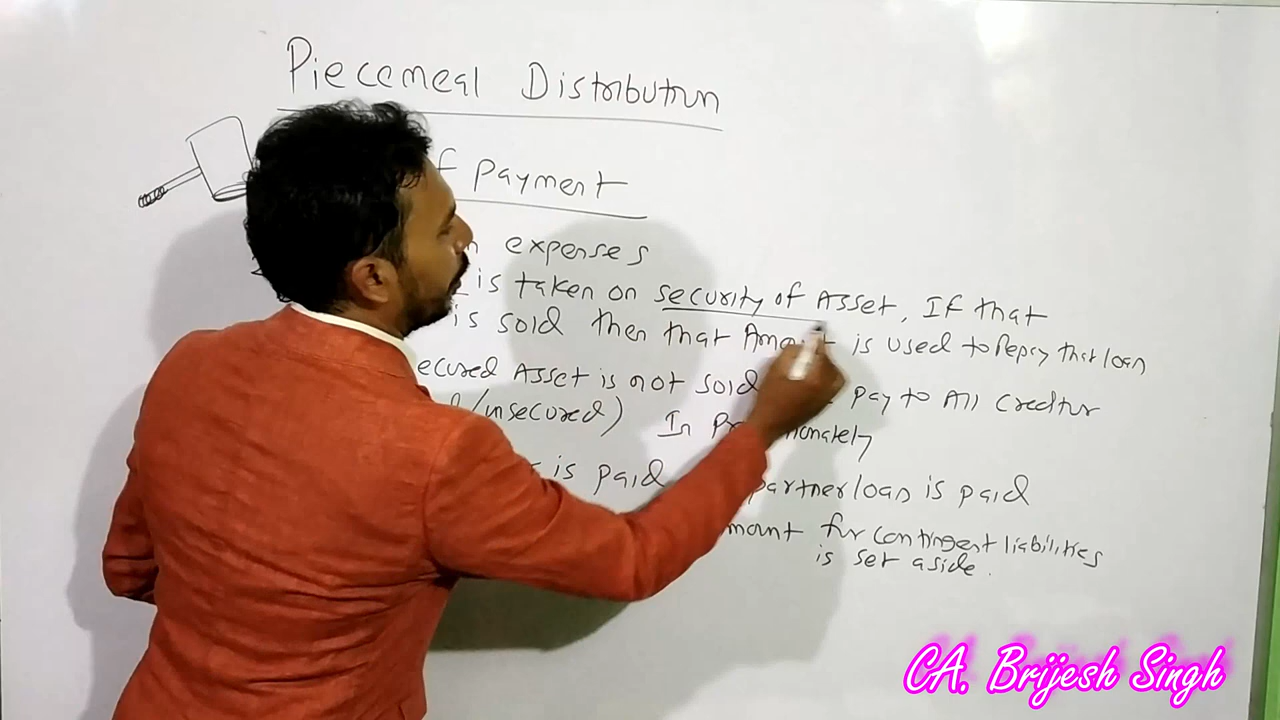 Piecemeal Distribution
of Payment
expenses
is taken on security of Asset, If that
is sold then that Amount is used to Repay that loan
ecured Asset is not sold pay to All creditor
/unsecured) In Proportionately
is paid partner loan is paid
mount for contingent liabilities
is set aside.
CA. Brijesh Singh